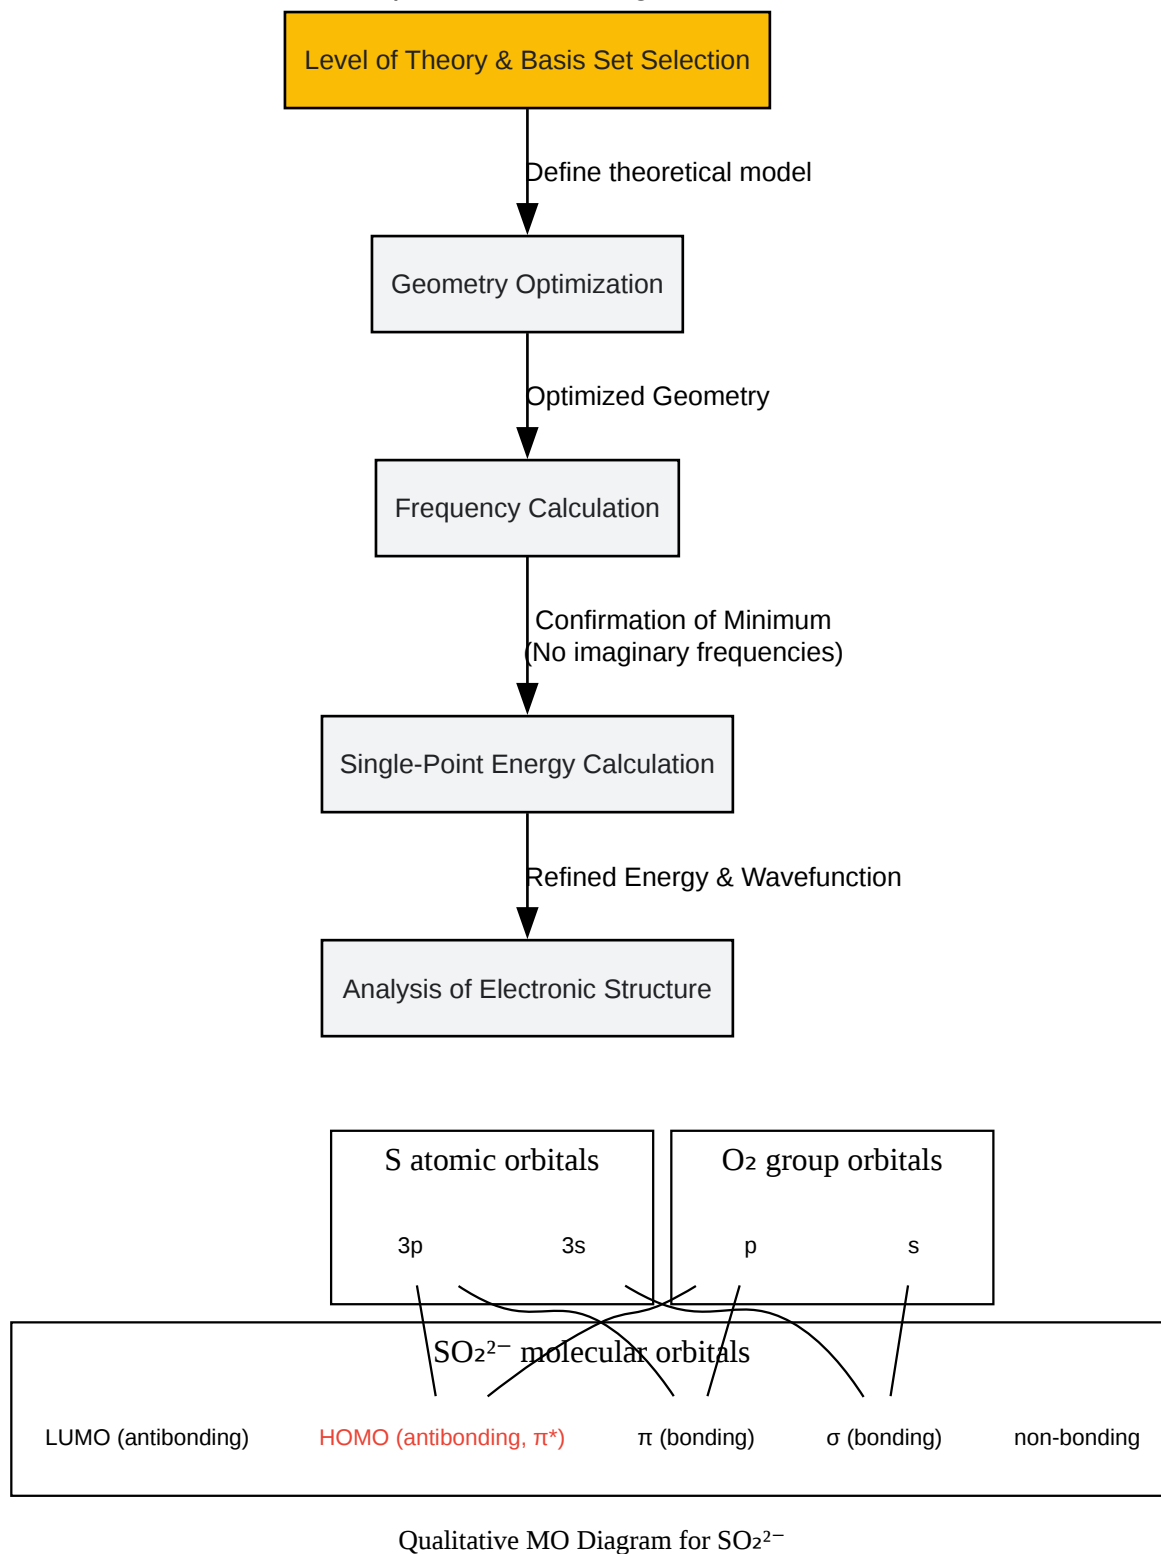 Level of Theory & Basis Set Selection
Define theoretical model
Geometry Optimization
Optimized Geometry
Frequency Calculation
Confirmation of Minimum
(No imaginary frequencies)
Single-Point Energy Calculation
Refined Energy & Wavefunction
Analysis of Electronic Structure
S atomic orbitals
O₂ group orbitals
3p
3s
p
s
SO₂²⁻ molecular orbitals
LUMO (antibonding)
HOMO (antibonding, π*)
π (bonding)
σ (bonding)
non-bonding
Qualitative MO Diagram for SO₂²⁻